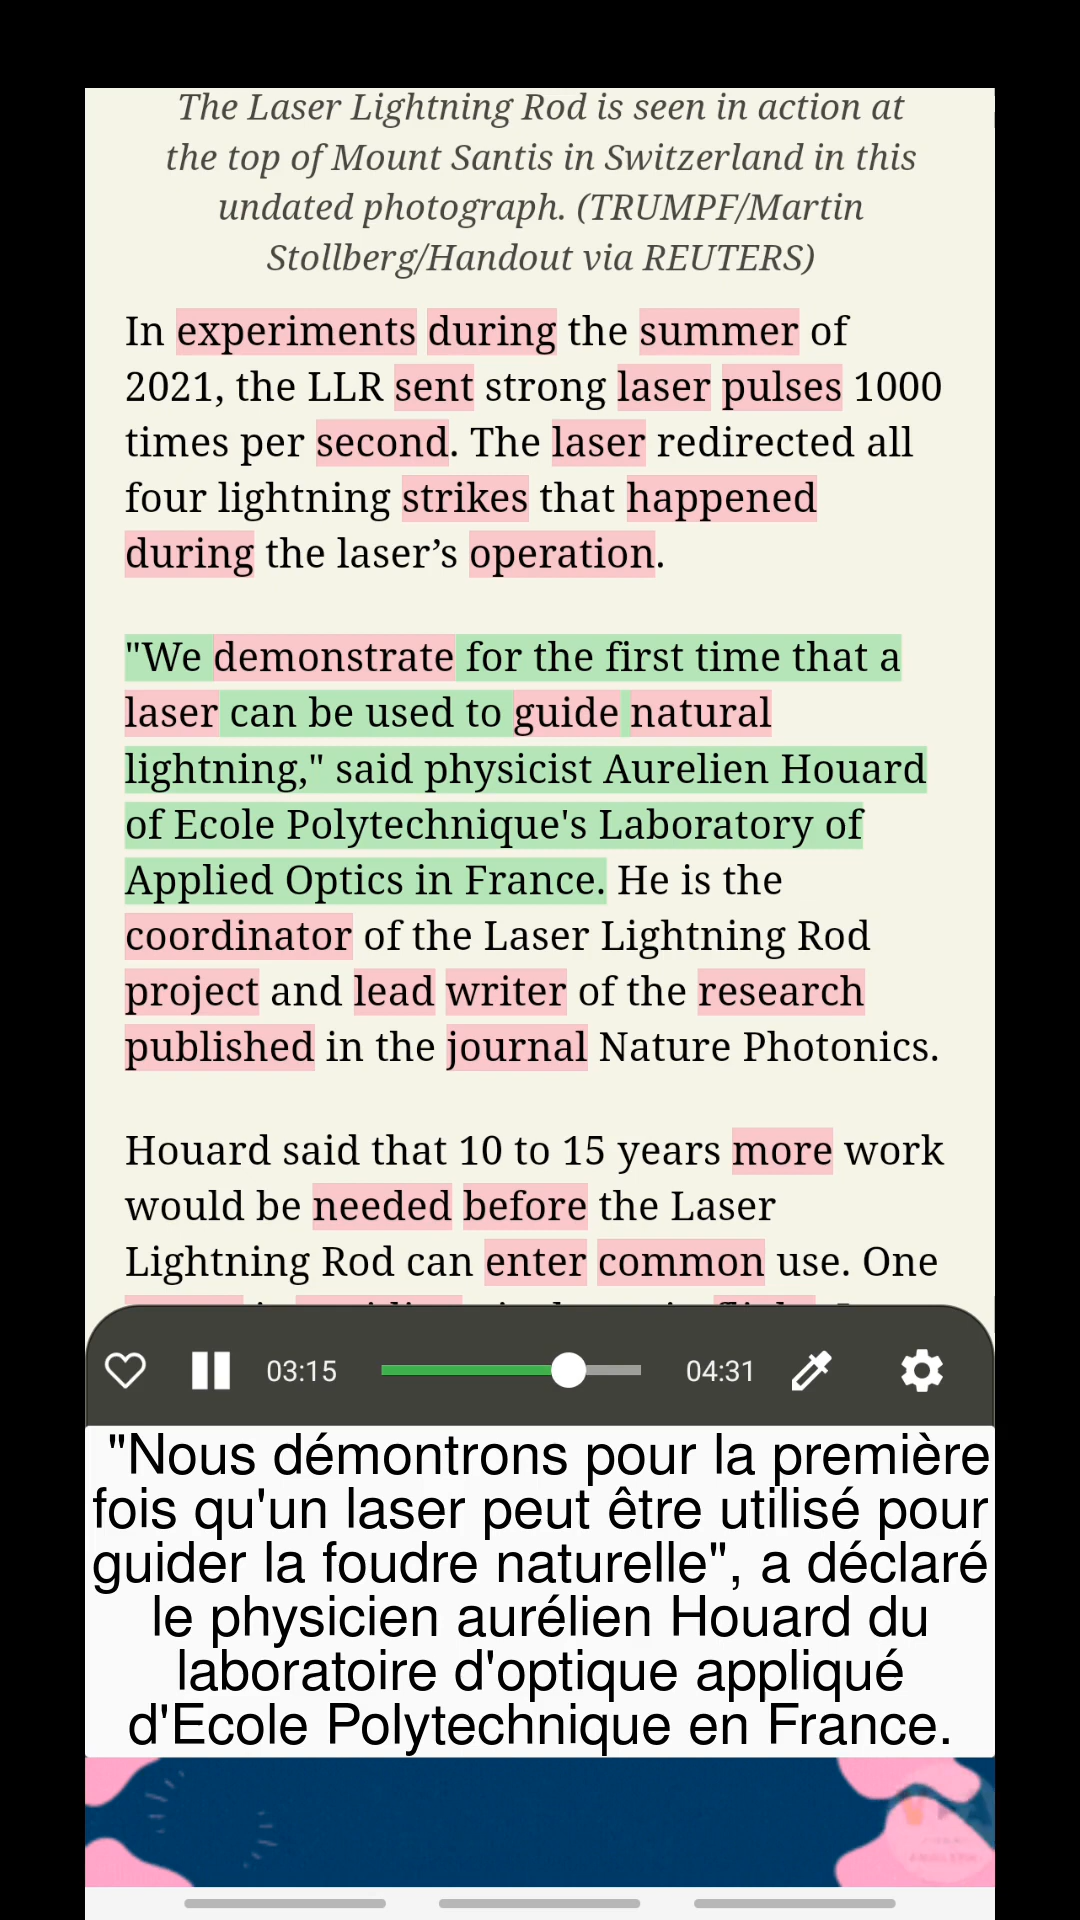 The Laser Lightning Rod is seen in action at
the top of Mount Santis in Switzerland in this
undated photograph. (TRUMPF/Martin
Stollberg/Handout via REUTERS)
In experiments during the summer of
2021, the LLR sent strong laser pulses 1000
times per second. The laser redirected all
four lightning strikes that happened
during the laser’s operation.
"We demonstrate for the first time that a
laser can be used to guide natural
lightning," said physicist Aurelien Houard
of Ecole Polytechnique's Laboratory of
Applied Optics in France. He is the
coordinator of the Laser Lightning Rod
project and lead writer of the research
published in the journal Nature Photonics.
Houard said that 10 to 15 years more work
would be needed before the Laser
Lightning Rod can enter common use. One
03:15 04:31
"Nous démontrons pour la première
fois qu'un laser peut être utilisé pour
guider la foudre naturelle", a déclaré
le physicien aurélien Houard du
laboratoire d'optique appliqué
d'Ecole Polytechnique en France.